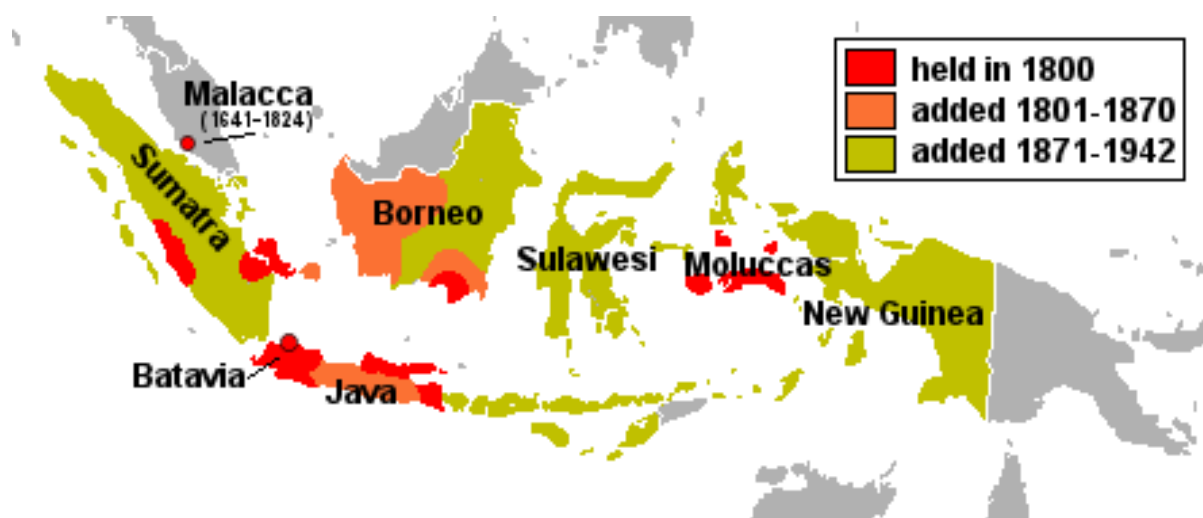 held in 1800
added 1801-1870
added 1871-1942
Malacca
(1641-1824)
Sumatra
Borneo
Sulawesi
Moluccas
New Guinea
Batavia
Java